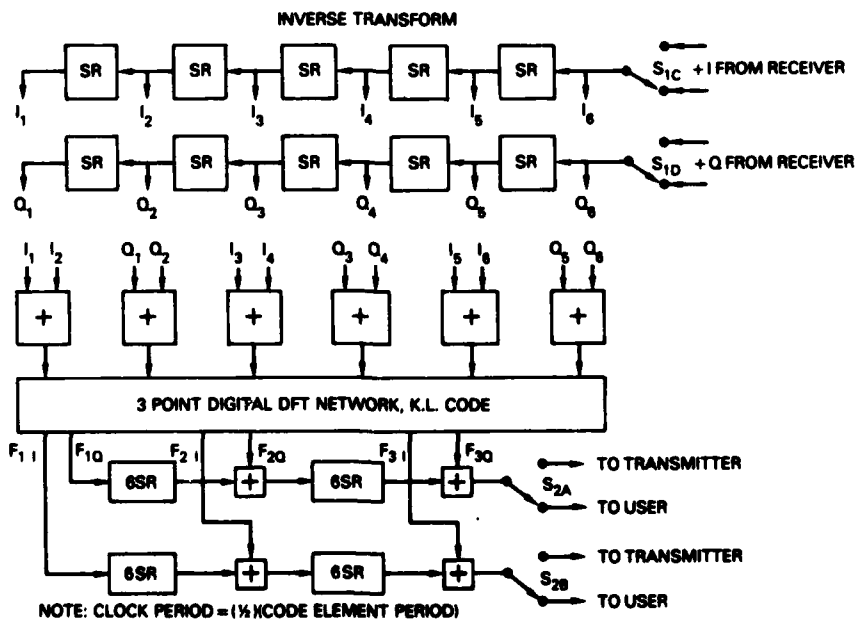 INVERSE TRANSFORM
SR SR SR SR SR S1C + I FROM RECEIVER
I1 I2 I3 I4 I5 I6
SR SR SR SR SR S1D + Q FROM RECEIVER
Q1 Q2 Q3 Q4 Q5 Q6
I1 I2 Q1 Q2 I3 I4 Q3 Q4 I5 I6 Q5 Q6
+ + + + + +
3 POINT DIGITAL DFT NETWORK, K.L. CODE
F1 I F1Q F2 I F2Q F3 I F3Q
TO TRANSMITTER
6SR + 6SR + S2A
TO USER
TO TRANSMITTER
6SR + 6SR + S2B
TO USER
NOTE: CLOCK PERIOD = (½)(CODE ELEMENT PERIOD)